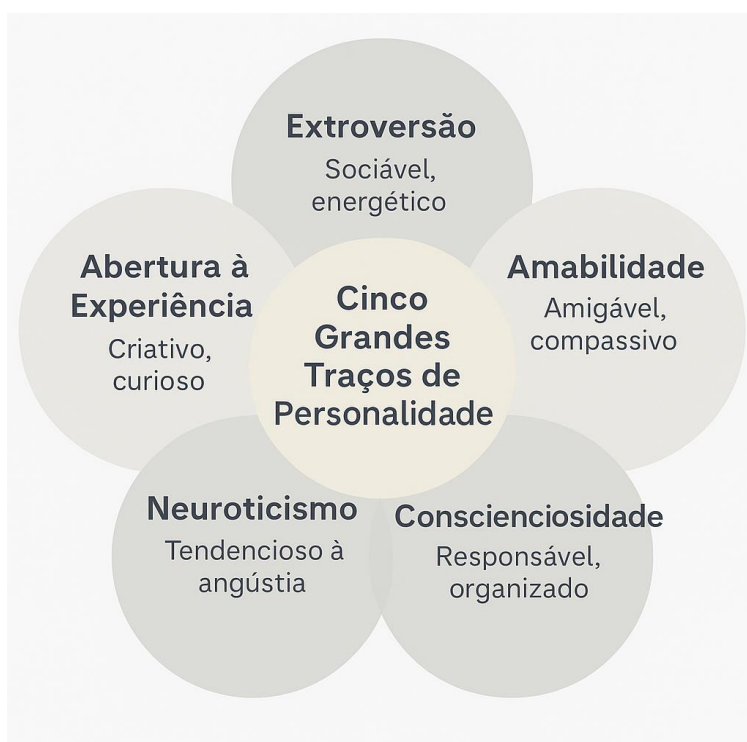 Extroversăo
Sociável,
energético
Abertura à
Experiência
Criativo,
curioso
Cinco
Grandes
Traços de
Personalidade
Amabilidade
Amigável,
compassivo
Neuroticismo
Tendencioso à
angústia
Conscienciosidade
Responsável,
organizado